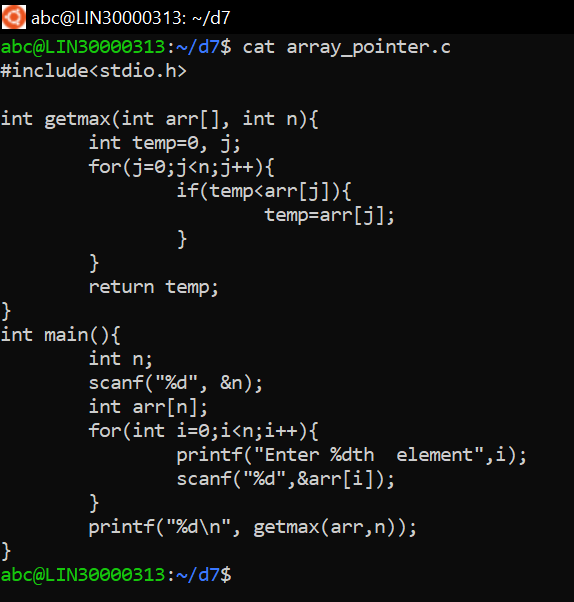 abc@LIN30000313: ~/d7
abc@LIN30000313:~/d7$ cat array_pointer.c
#include<stdio.h>

int getmax(int arr[], int n){
        int temp=0, j;
        for(j=0;j<n;j++){
                if(temp<arr[j]){
                        temp=arr[j];
                }
        }
        return temp;
}
int main(){
        int n;
        scanf("%d", &n);
        int arr[n];
        for(int i=0;i<n;i++){
                printf("Enter %dth  element",i);
                scanf("%d",&arr[i]);
        }
        printf("%d\n", getmax(arr,n));
}
abc@LIN30000313:~/d7$